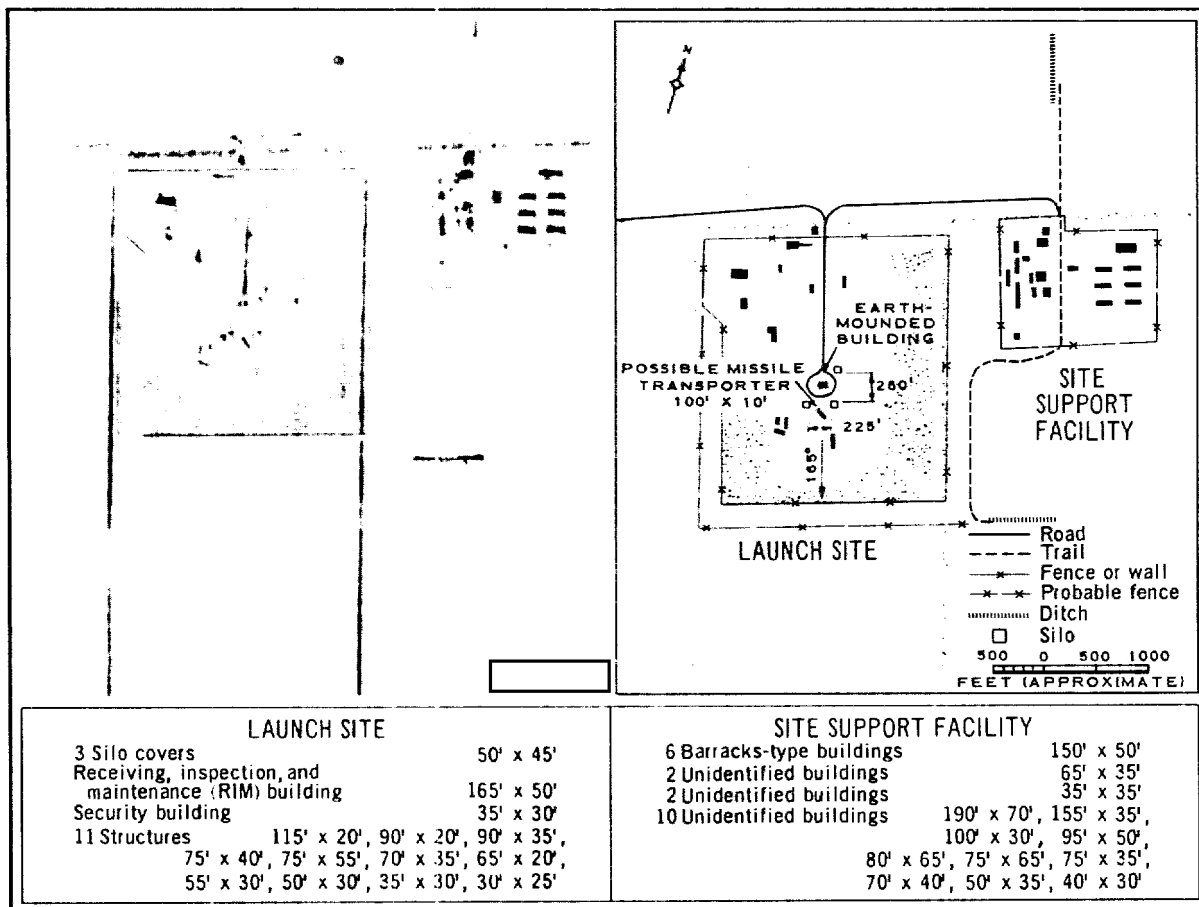 N
EARTH-
MOUNDED
BUILDING
POSSIBLE MISSILE
TRANSPORTER
100' X 10'
260'
225'
165°
LAUNCH SITE
SITE
SUPPORT
FACILITY
Road
Trail
Fence or wall
Probable fence
Ditch
Silo
500 0 500 1000
FEET (APPROXIMATE)
LAUNCH SITE
3 Silo covers 50' x 45'
Receiving, inspection, and
maintenance (RIM) building 165' x 50'
Security building 35' x 30'
11 Structures 115' x 20', 90' x 20', 90' x 35',
75' x 40', 75' x 55', 70' x 35', 65' x 20',
55' x 30', 50' x 30', 35' x 30', 30' x 25'
SITE SUPPORT FACILITY
6 Barracks-type buildings 150' x 50'
2 Unidentified buildings 65' x 35'
2 Unidentified buildings 35' x 35'
10 Unidentified buildings 190' x 70', 155' x 35',
100' x 30', 95' x 50',
80' x 65', 75' x 65', 75' x 35',
70' x 40', 50' x 35', 40' x 30'